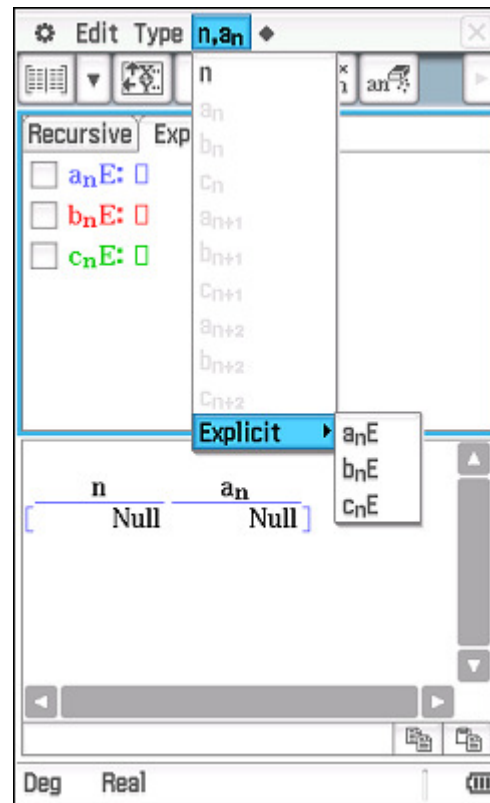 Edit Type n,an
n
an
an
bn
cn
an+1
bn+1
cn+1
an+2
bn+2
cn+2
Explicit
anE
bnE
cnE
Recursive Exp
anE:
bnE:
cnE:
n an
Null Null
Deg Real